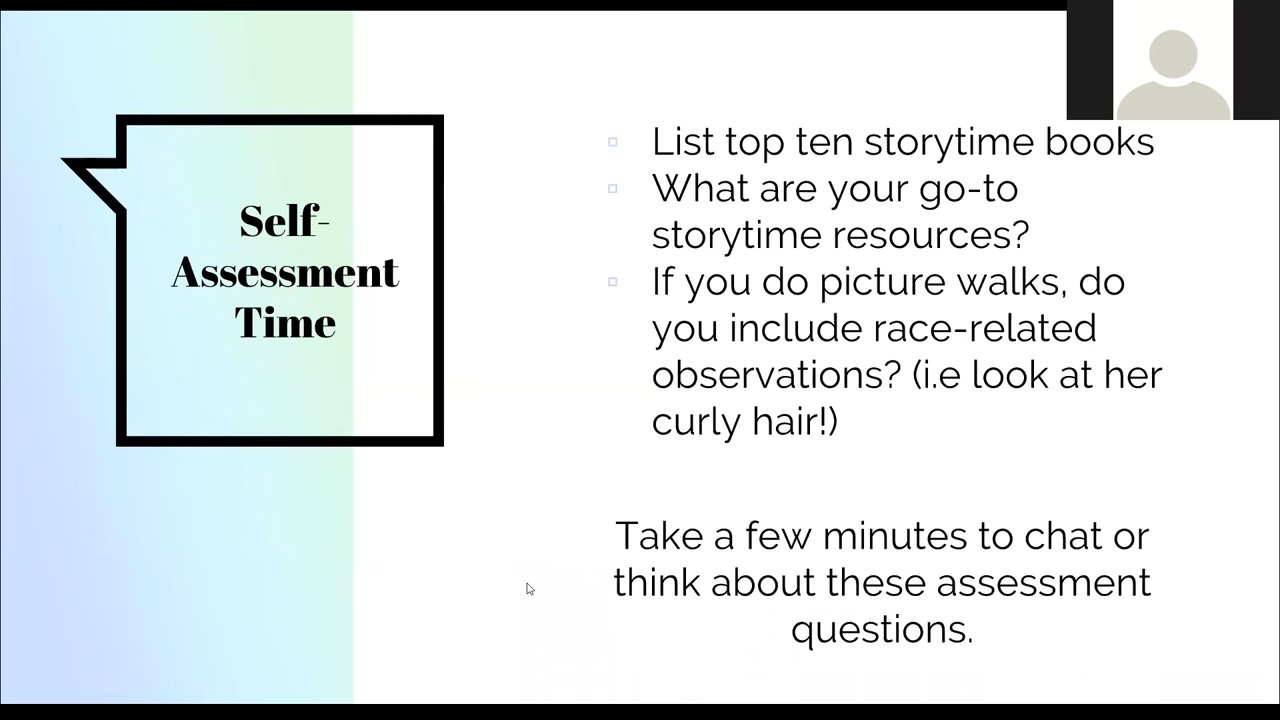 Self-
Assessment
Time
List top ten storytime books
What are your go-to
storytime resources?
If you do picture walks, do
you include race-related
observations? (i.e look at her
curly hair!)
Take a few minutes to chat or
think about these assessment
questions.